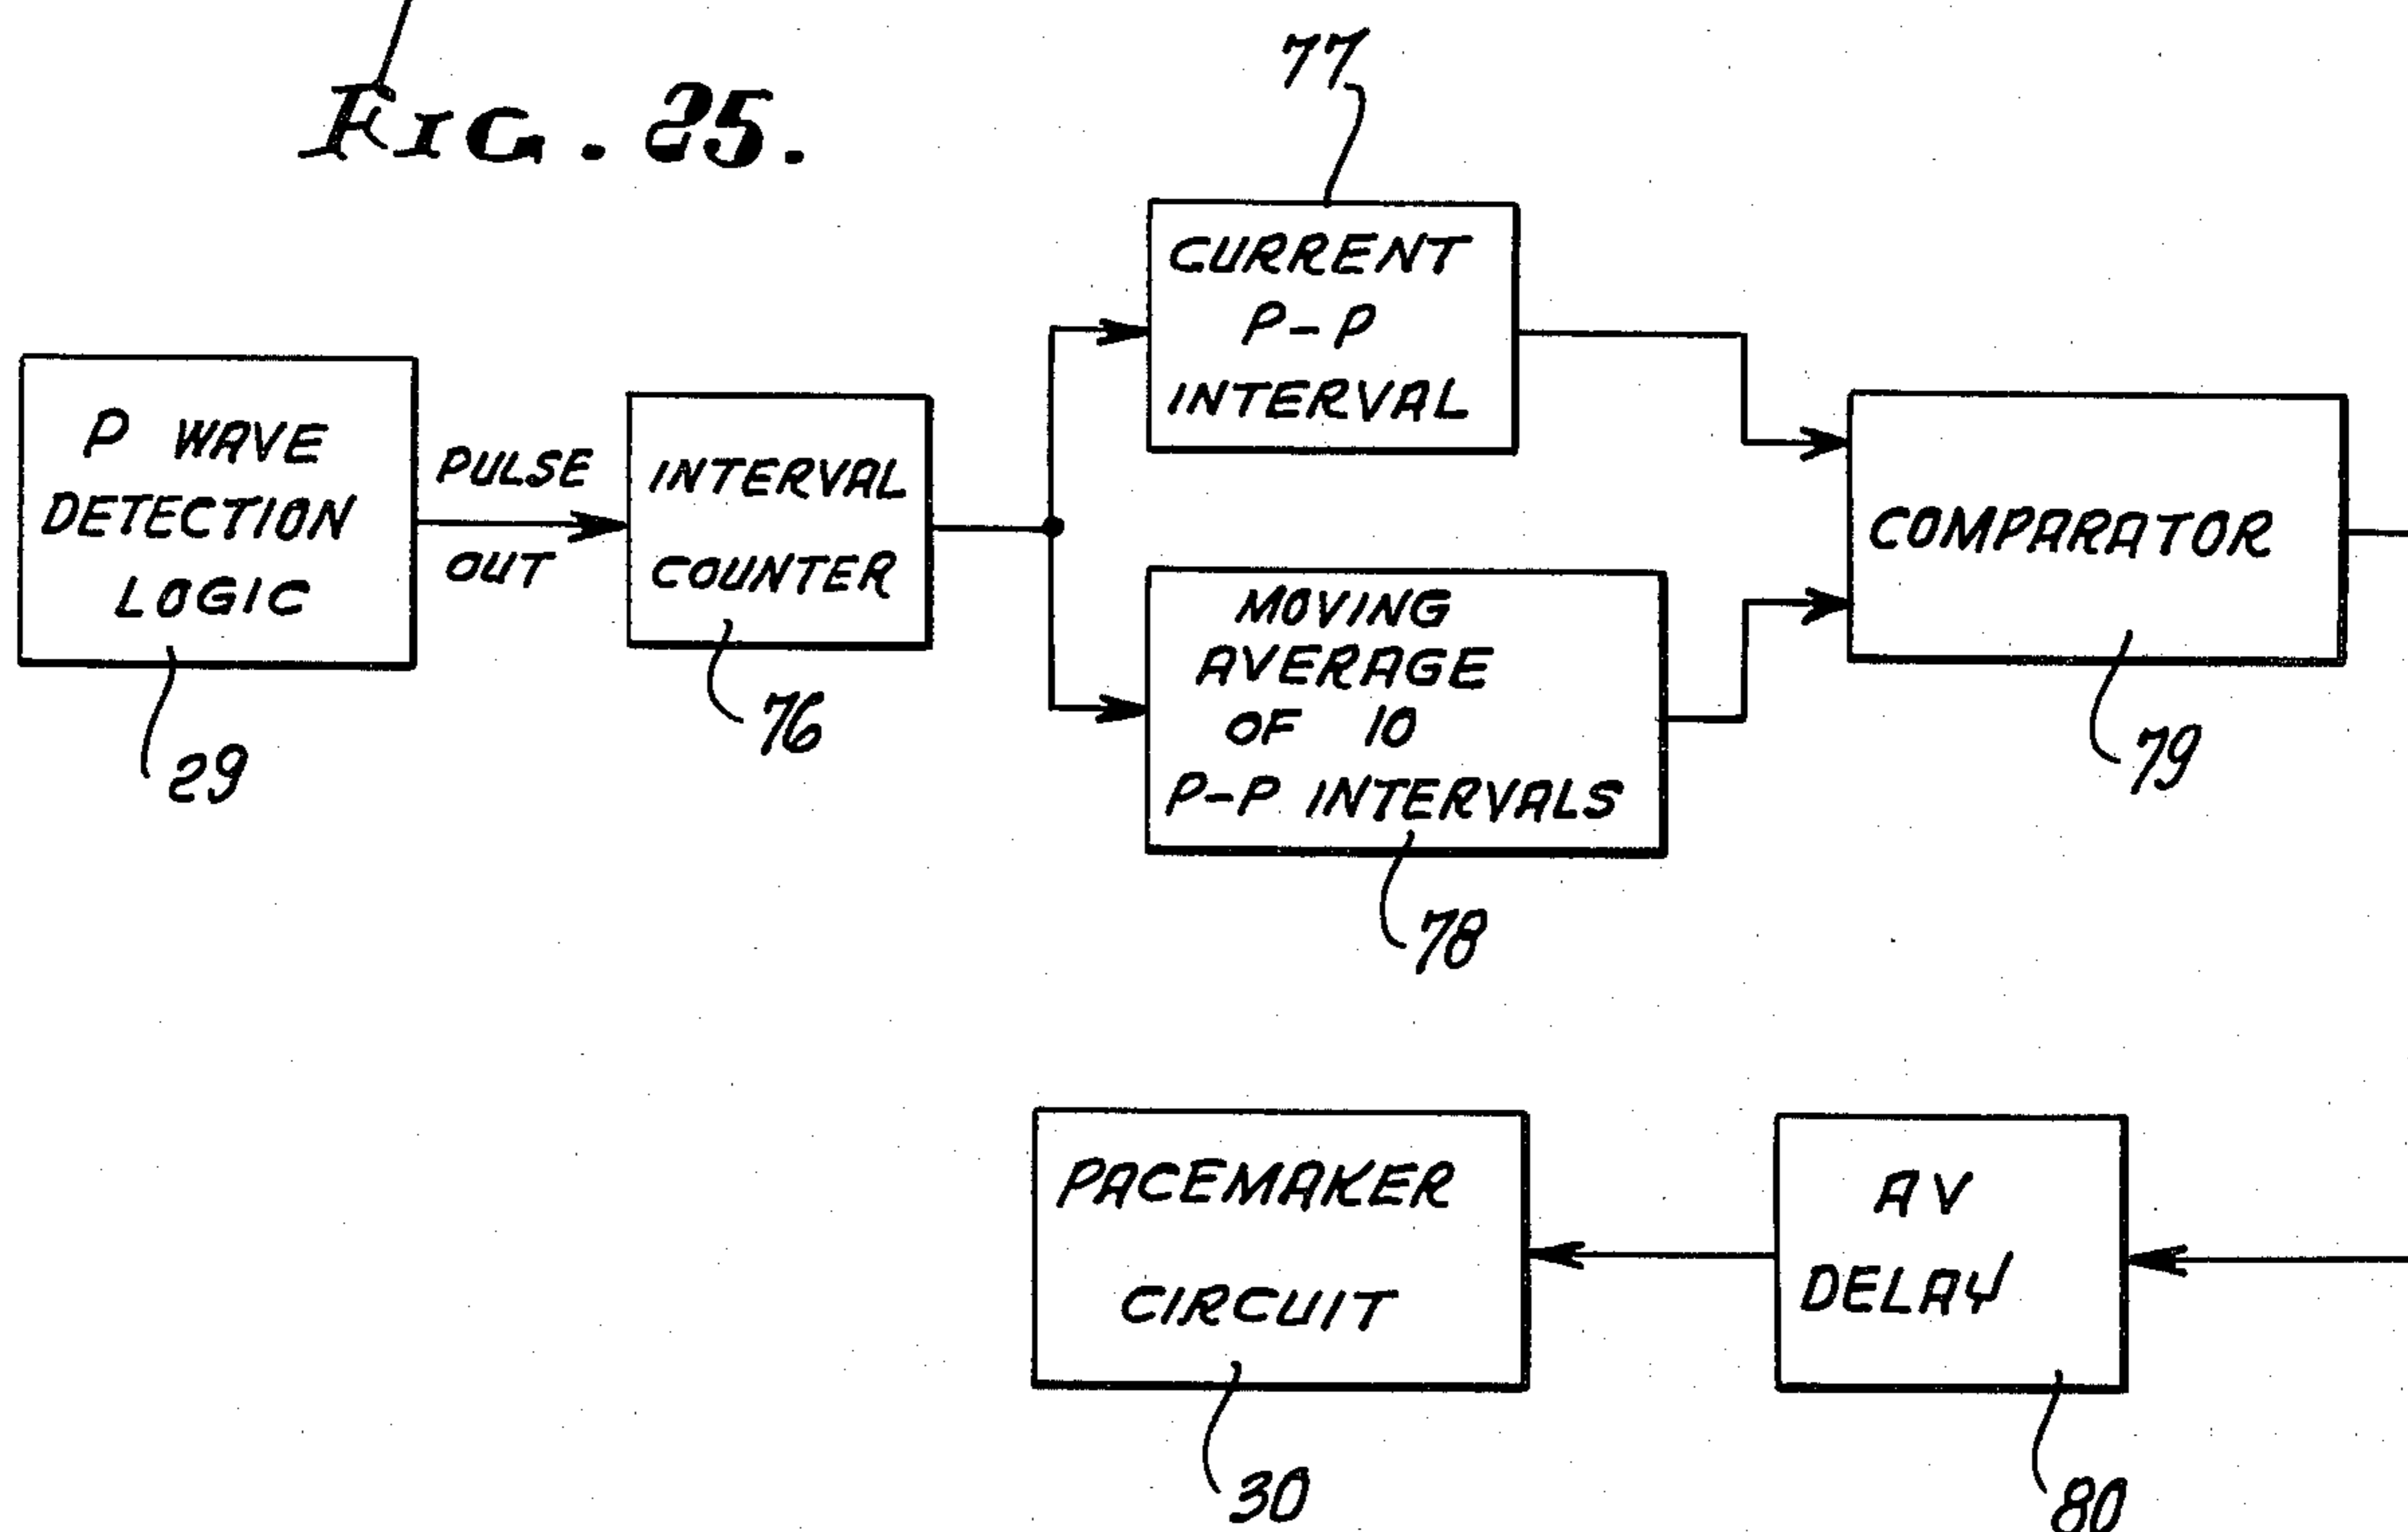 FIG. 25.
77
CURRENT
P-P
INTERVAL
P WAVE
DETECTION
LOGIC
PULSE
OUT
INTERVAL
COUNTER
MOVING
AVERAGE
OF 10
P-P INTERVALS
COMPARATOR
29
76
78
79
PACEMAKER
CIRCUIT
AV
DELAY
30
80